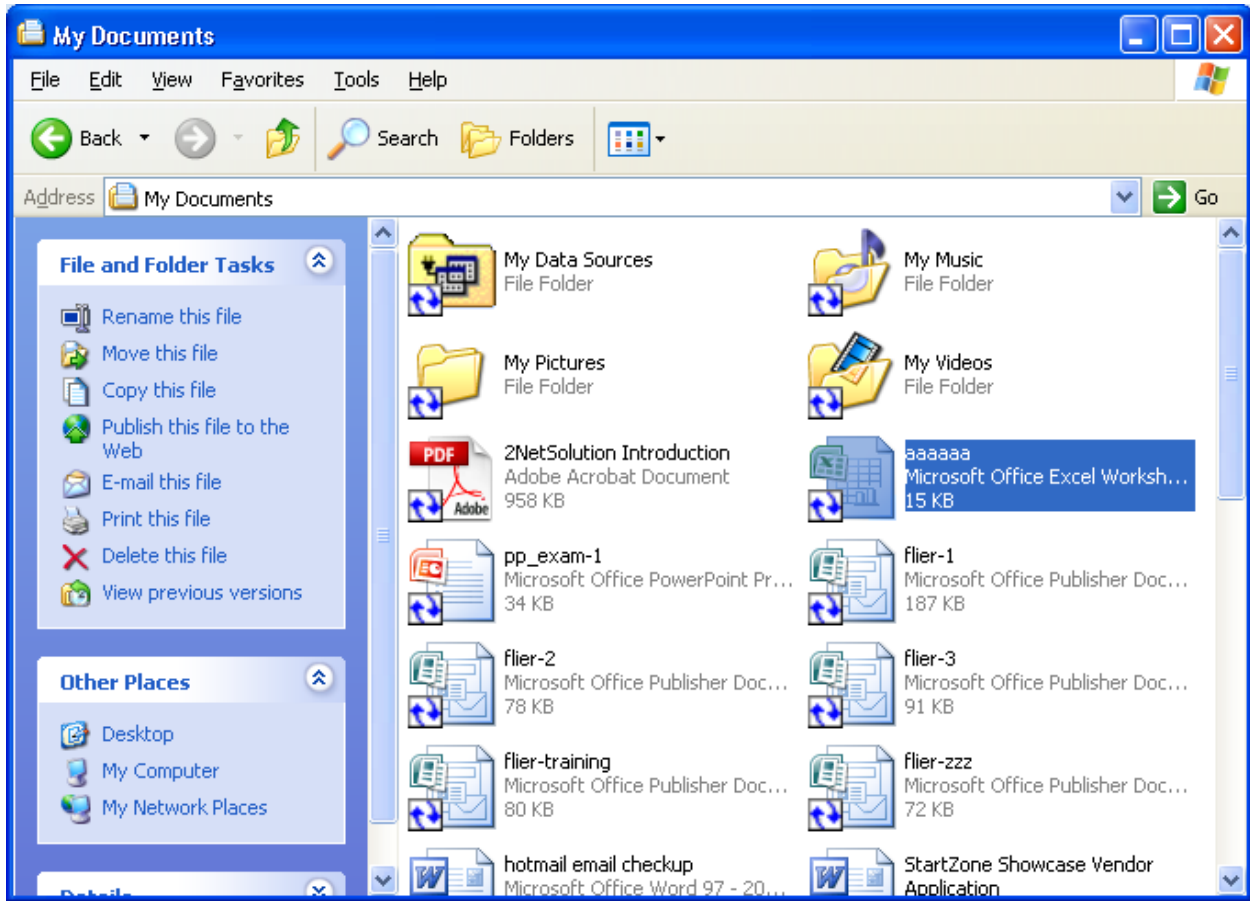 My Documents
File Edit View Favorites Tools Help
Back Search Folders
Address My Documents Go
File and Folder Tasks
Rename this file
Move this file
Copy this file
Publish this file to the
Web
E-mail this file
Print this file
Delete this file
View previous versions
Other Places
Desktop
My Computer
My Network Places
Details
My Data Sources
File Folder
My Music
File Folder
My Pictures
File Folder
My Videos
File Folder
PDF
Adobe
2NetSolution Introduction
Adobe Acrobat Document
958 KB
aaaaaa
Microsoft Office Excel Worksh...
15 KB
pp_exam-1
Microsoft Office PowerPoint Pr...
34 KB
flier-1
Microsoft Office Publisher Doc...
187 KB
flier-2
Microsoft Office Publisher Doc...
78 KB
flier-3
Microsoft Office Publisher Doc...
91 KB
flier-training
Microsoft Office Publisher Doc...
80 KB
flier-zzz
Microsoft Office Publisher Doc...
72 KB
hotmail email checkup
Microsoft Office Word 97 - 20...
StartZone Showcase Vendor
Application